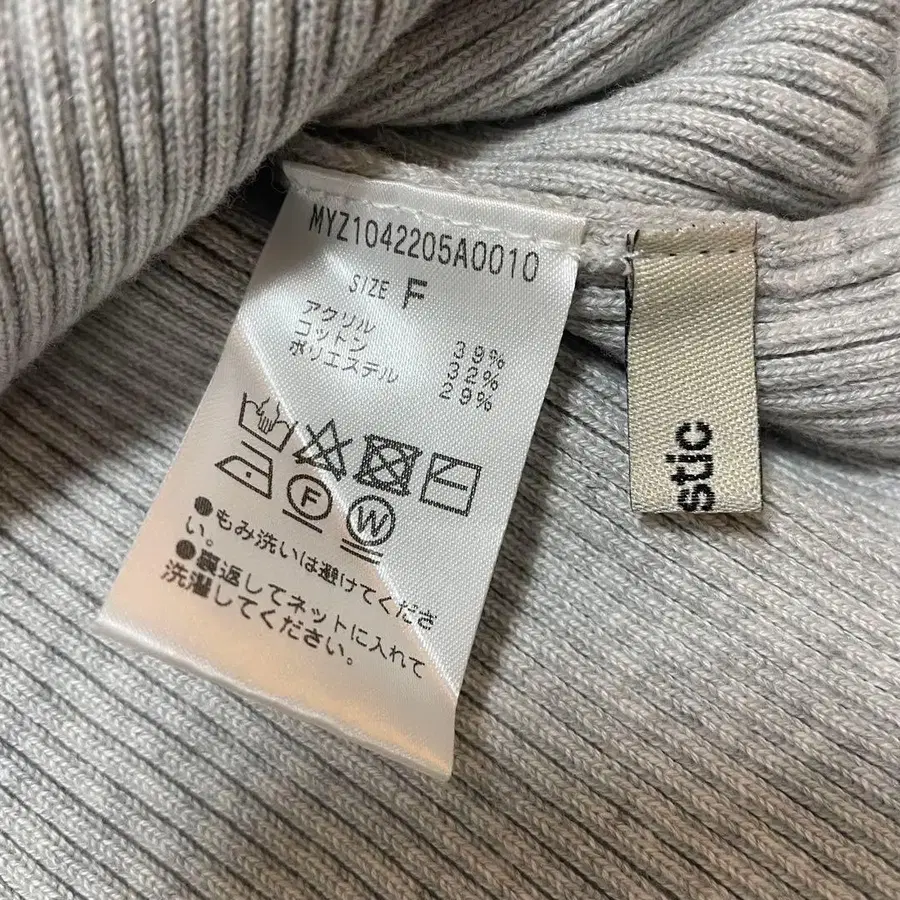 MYZ1042205A0010
SIZE F
アクリル 39%
コットン 32%
ポリエステル 29%
F
W
●もみ洗いは避けてくださ
い。
●裏返してネットに入れて
洗濯してください。
stic